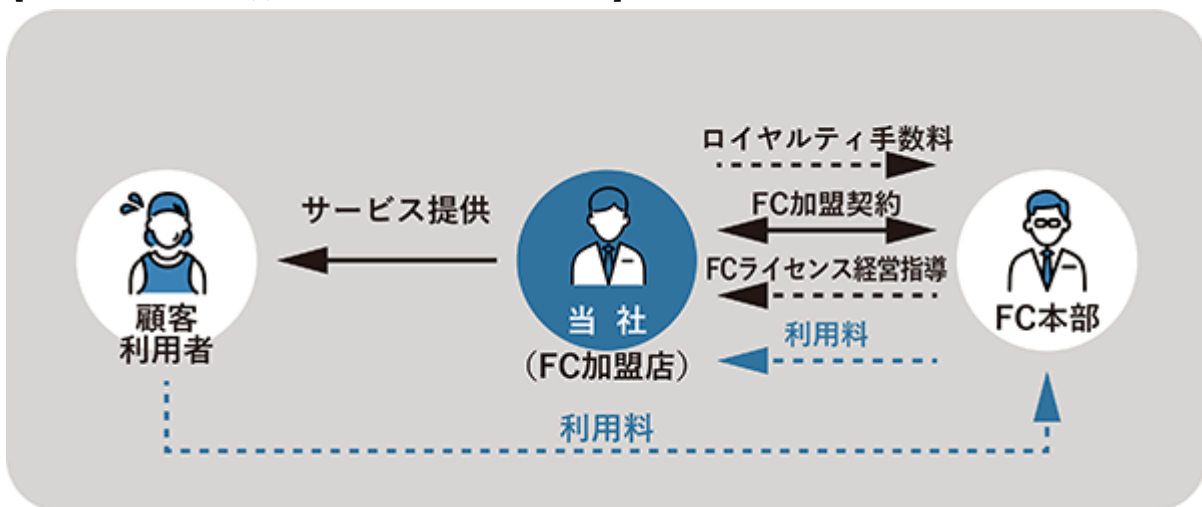 ロイヤルティ手数料
サービス提供
FC加盟契約
FCライセンス経営指導
顧客
利用者
当 社
(FC加盟店)
FC本部
利用料
利用料